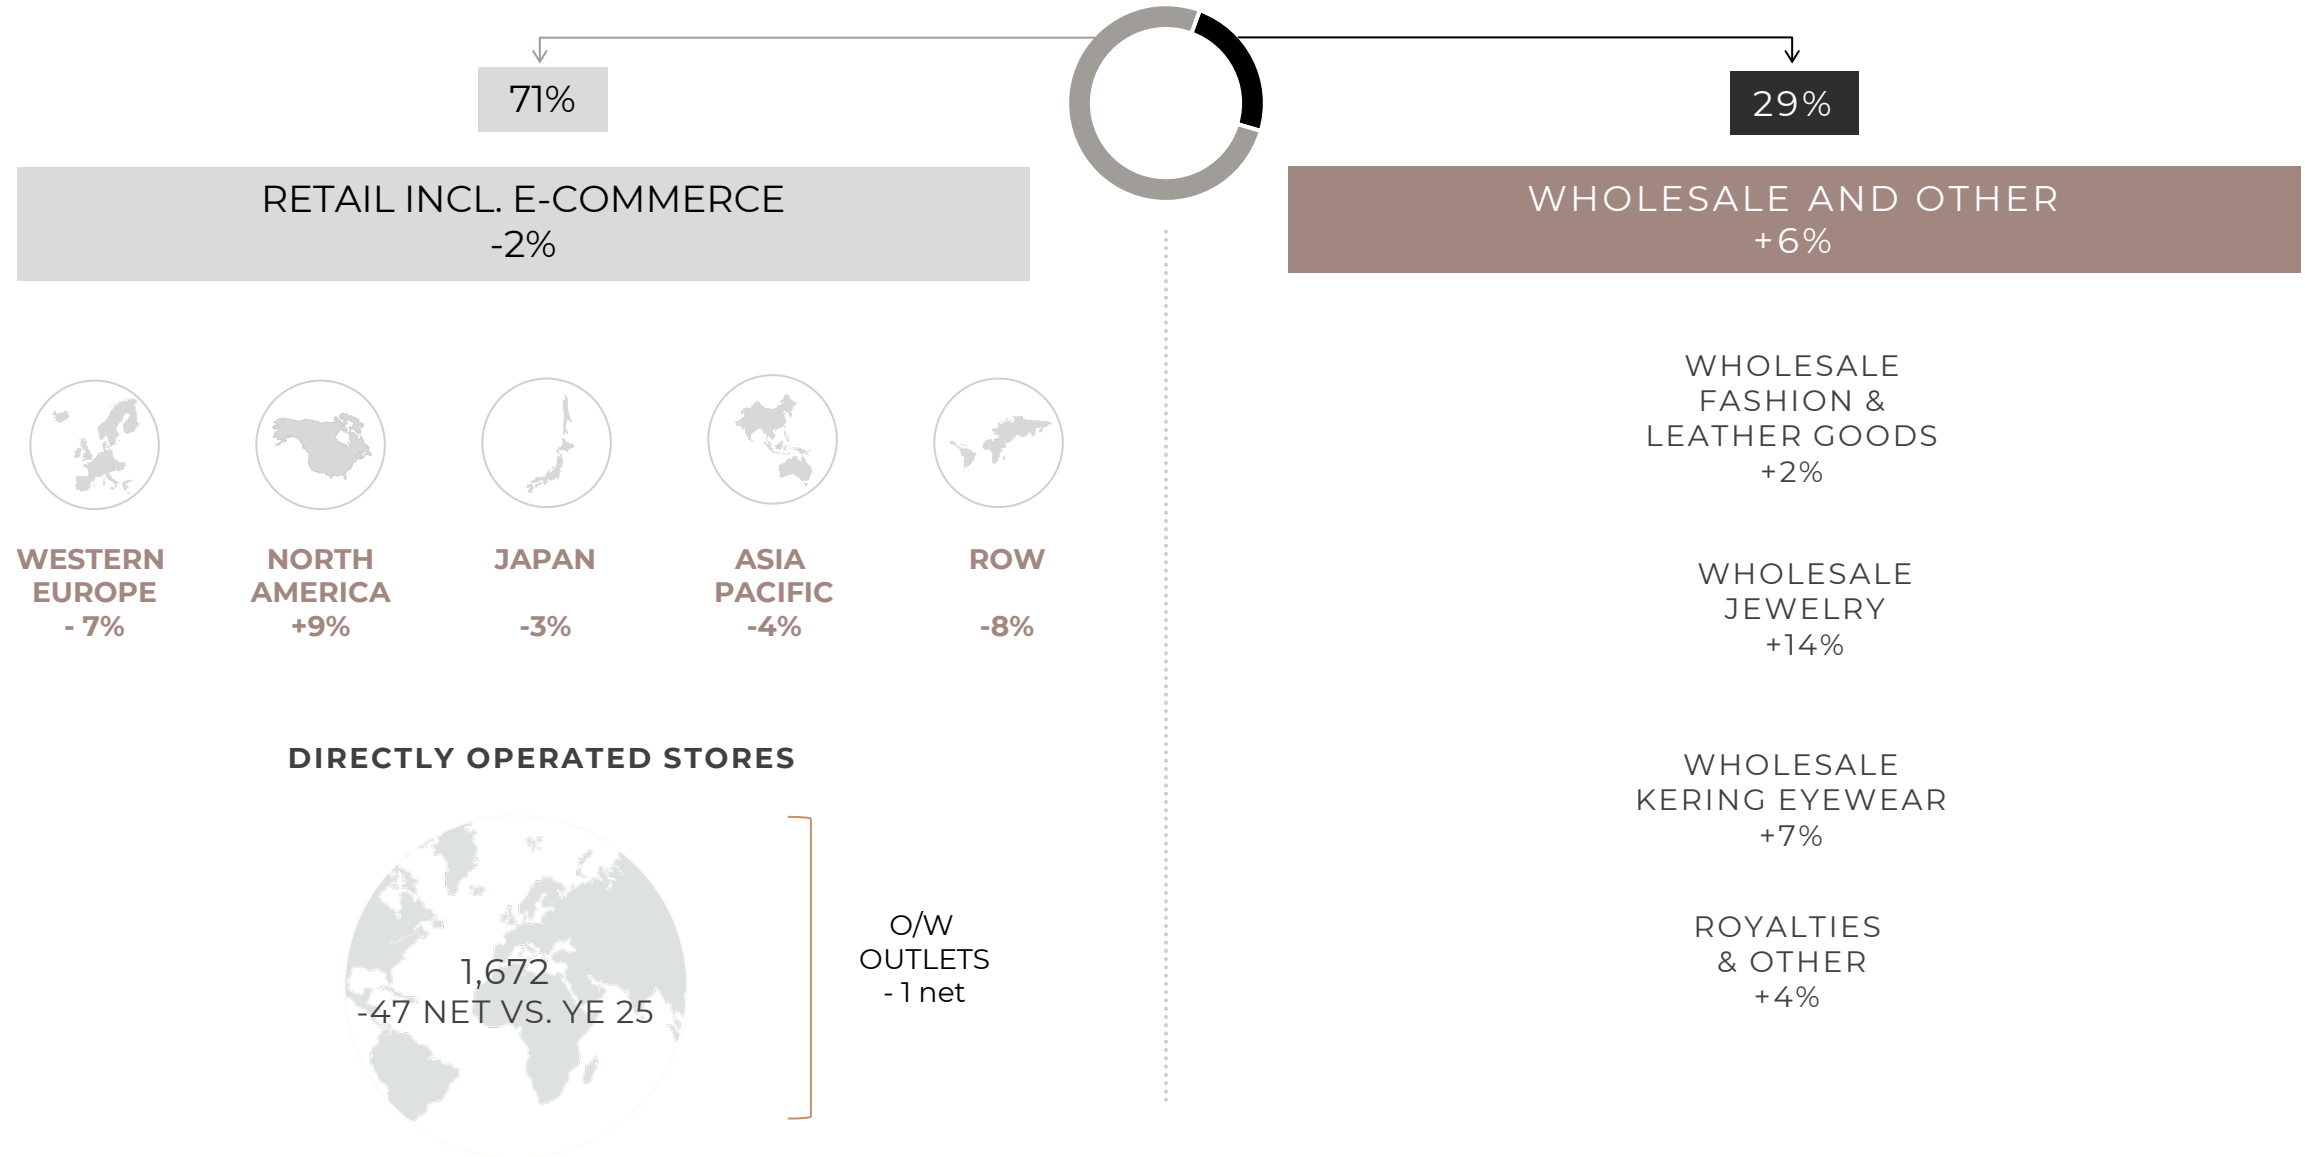 71%
RETAIL INCL. E-COMMERCE
-2%
WESTERN
EUROPE
- 7%
NORTH
AMERICA
+9%
JAPAN
-3%
ASIA
PACIFIC
-4%
ROW
-8%
DIRECTLY OPERATED STORES
1,672
-47 NET VS. YE 25
O/W
OUTLETS
- 1 net
29%
WHOLESALE AND OTHER
+6%
WHOLESALE
FASHION &
LEATHER GOODS
+2%
WHOLESALE
JEWELRY
+14%
WHOLESALE
KERING EYEWEAR
+7%
ROYALTIES
& OTHER
+4%